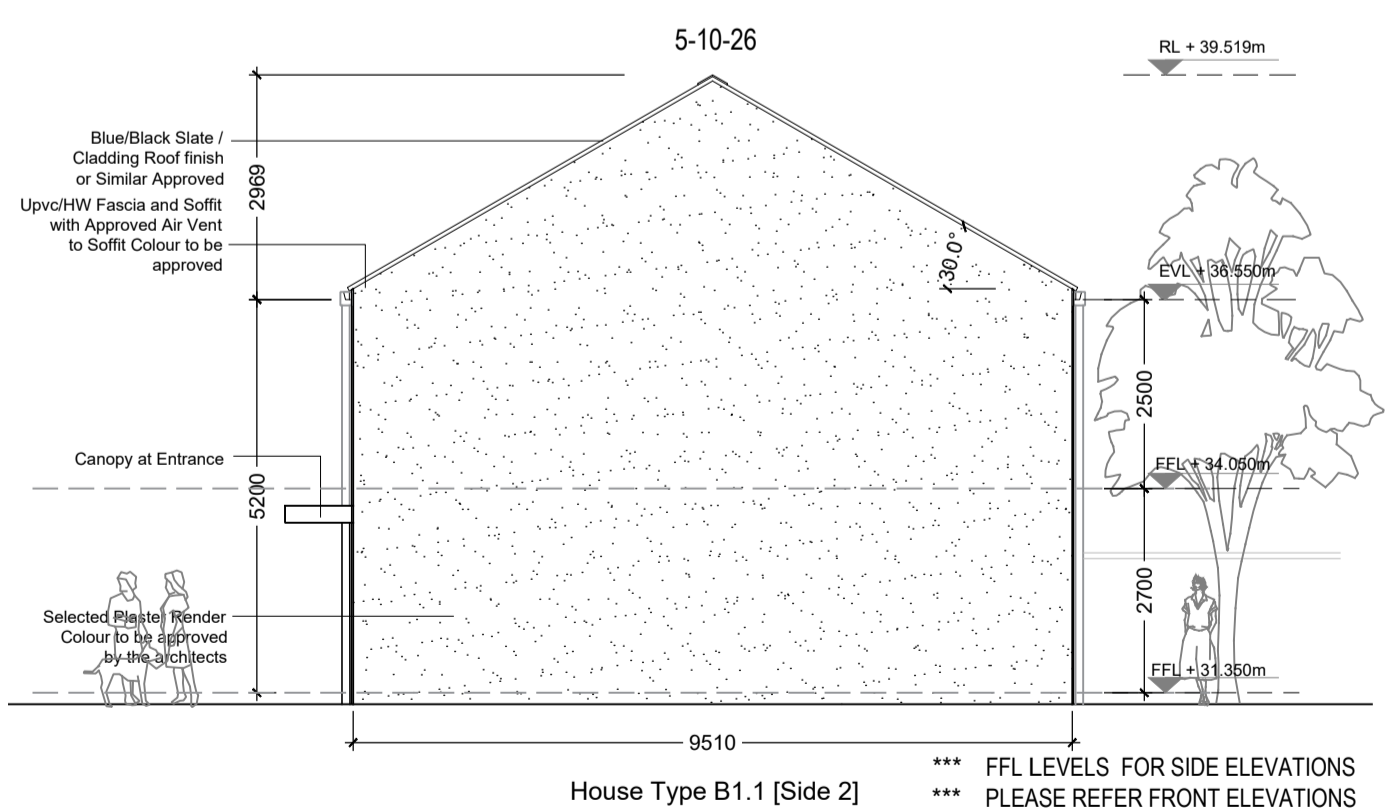 5-10-26
RL + 39.519m
Blue/Black Slate /
Cladding Roof finish
or Similar Approved
2969
Upvc/HW Fascia and Soffit
with Approved Air Vent
to Soffit Colour to be
approved
30.0°
EVL + 36.550m
2500
Canopy at Entrance
FFL + 34.050m
5200
2700
Selected Plaster Render
Colour to be approved
by the architects
FFL + 31.350m
9510
*** FFL LEVELS FOR SIDE ELEVATIONS
House Type B1.1 [Side 2]
*** PLEASE REFER FRONT ELEVATIONS